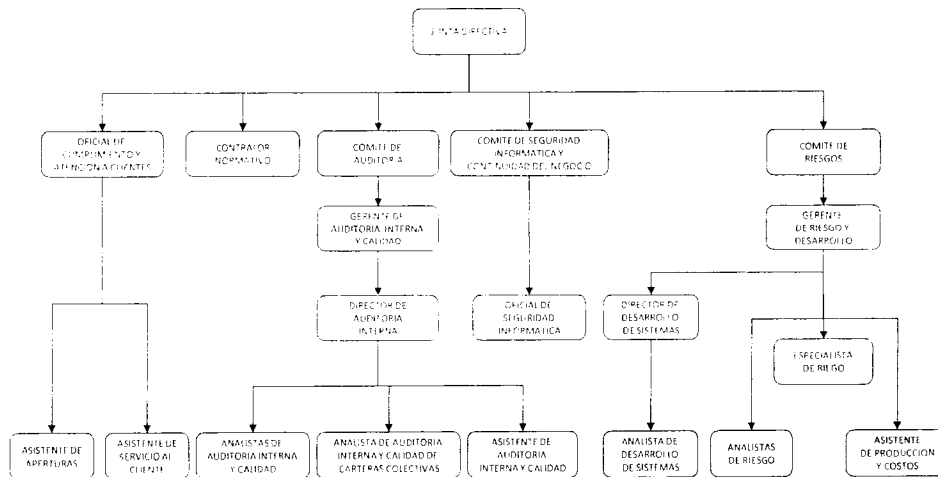 JUNTA DIRECTIVA
OFICIAL DE
CUMPLIMIENTO Y
ATENCION A CLIENTES
CONTRALOR
NORMATIVO
COMITE DE
AUDITORIA
COMITE DE SEGURIDAD
INFORMATICA Y
CONTINUIDAD DEL NEGOCIO
COMITE DE
RIESGOS
GERENTE DE
AUDITORIA INTERNA
Y CALIDAD
GERENTE
DE RIESGO Y
DESARROLLO
DIRECTOR DE
AUDITORIA
INTERNA
OFICIAL DE
SEGURIDAD
INFORMATICA
DIRECTOR DE
DESARROLLO
DE SISTEMAS
ESPECIALISTA
DE RIEGO
ASISTENTE DE
APERTURAS
ASISTENTE DE
SERVICIO AL
CLIENTE
ANALISTAS DE
AUDITORIA INTERNA
Y CALIDAD
ANALISTA DE AUDITORIA
INTERNA Y CALIDAD DE
CARTERAS COLECTIVAS
ASISTENTE DE
AUDITORIA
INTERNA Y CALIDAD
ANALISTA DE
DESARROLLO
DE SISTEMAS
ANALISTAS
DE RIESGO
ASISTENTE
DE PRODUCCION
Y COSTOS